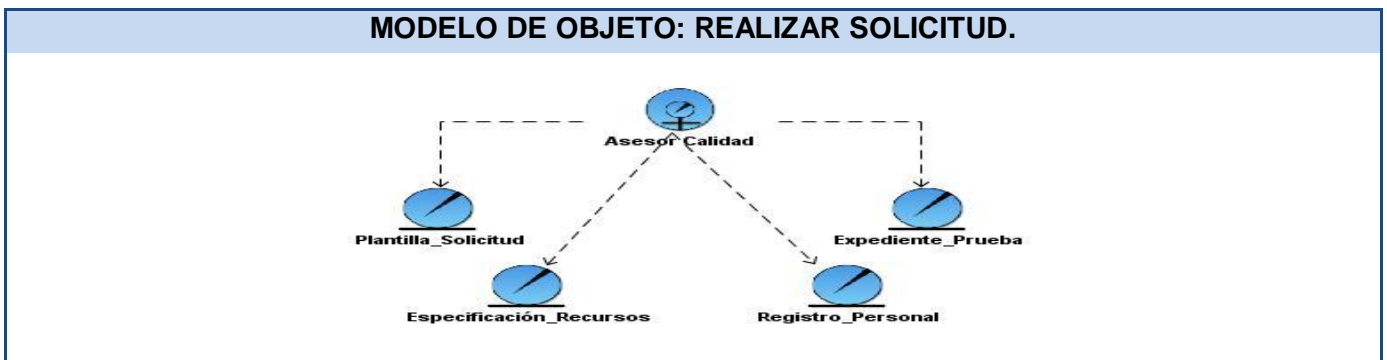 MODELO DE OBJETO: REALIZAR SOLICITUD.
Asesor Calidad
Plantilla_Solicitud
Expediente_Prueba
Especificación_Recursos
Registro_Personal